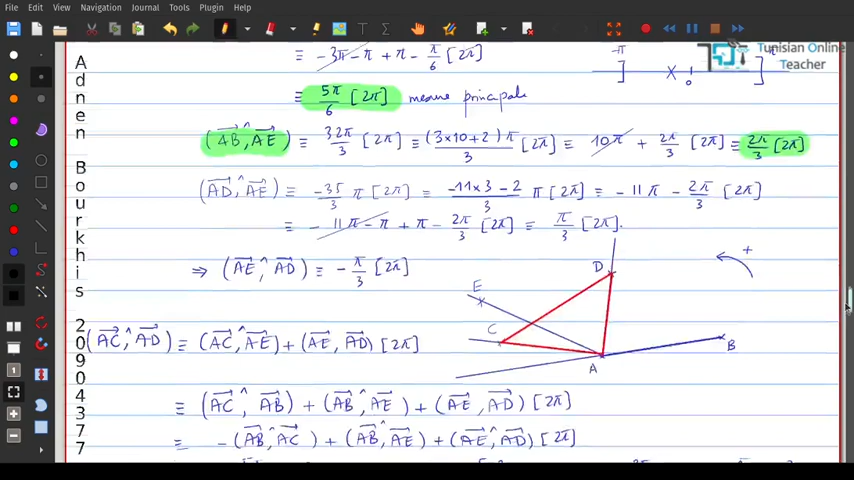 File Edit View Journal Tools Help
≡ -3π-π + π - π/6 [2π]
-π
π
Tunisian Online Teacher
] X ! ]
≡ 5π/6 [2π] mesure principale
(AB^, AE) ≡ 32π/3 [2π] ≡ (3×10+2)π/3 [2π] ≡ 10π + 2π/3 [2π] ≡ 2π/3 [2π]
(AD^, AE) ≡ -35/3 π [2π] ≡ -11×3-2/3 π [2π] ≡ -11π - 2π/3 [2π]
≡ -11π-π + π - 2π/3 [2π] ≡ π/3 [2π].
⇒ (AE^, AD) ≡ -π/3 [2π]
+
D
E
C
B
A
(AC^, AD) ≡ (AC^, AE) + (AE, AD) [2π]
≡ (AC^, AB) + (AB^, AE) + (AE, AD) [2π]
≡ -(AB^, AC) + (AB^, AE) + (AE^, AD) [2π]
Adnen Bourkhis 20904377